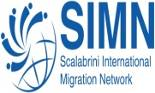 SIMN
Scalabrini International
Migration Network